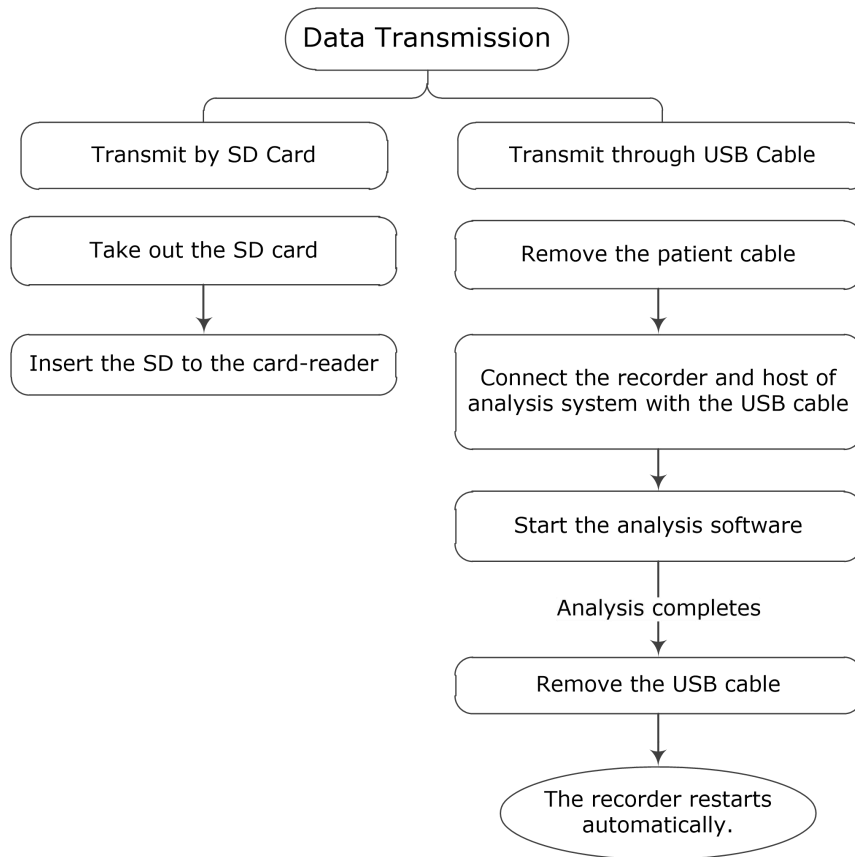 Data Transmission
Transmit by SD Card
Take out the SD card
Insert the SD to the card-reader
Transmit through USB Cable
Remove the patient cable
Connect the recorder and host of
analysis system with the USB cable
Start the analysis software
Analysis completes
Remove the USB cable
The recorder restarts
automatically.